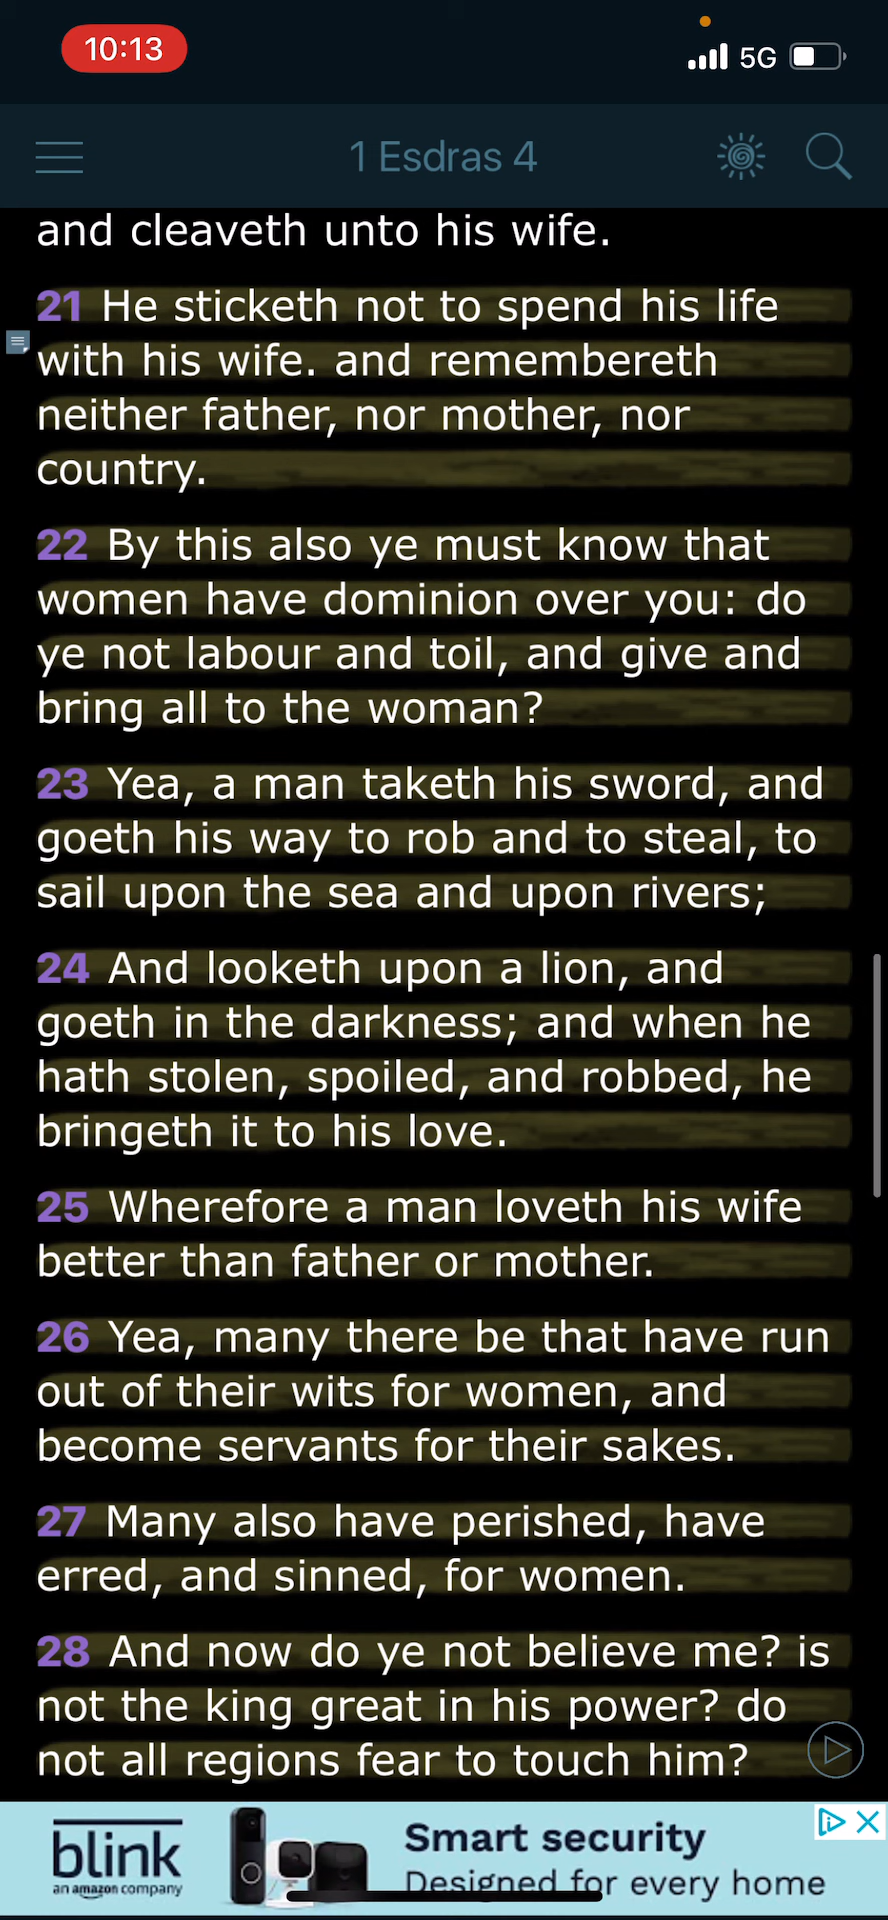 10:13
5G
1 Esdras 4
and cleaveth unto his wife.
21 He sticketh not to spend his life
with his wife. and remembereth
neither father, nor mother, nor
country.
22 By this also ye must know that
women have dominion over you: do
ye not labour and toil, and give and
bring all to the woman?
23 Yea, a man taketh his sword, and
goeth his way to rob and to steal, to
sail upon the sea and upon rivers;
24 And looketh upon a lion, and
goeth in the darkness; and when he
hath stolen, spoiled, and robbed, he
bringeth it to his love.
25 Wherefore a man loveth his wife
better than father or mother.
26 Yea, many there be that have run
out of their wits for women, and
become servants for their sakes.
27 Many also have perished, have
erred, and sinned, for women.
28 And now do ye not believe me? is
not the king great in his power? do
not all regions fear to touch him?
blink
an amazon company
Smart security
Designed for every home